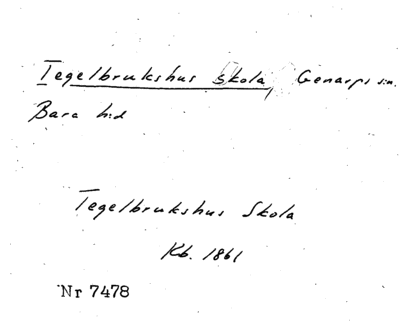 Tegelbrukshus skola, Genarps sn.
Bara hd
Tegelbrukshus Skola
Kb. 1861
Nr 7478